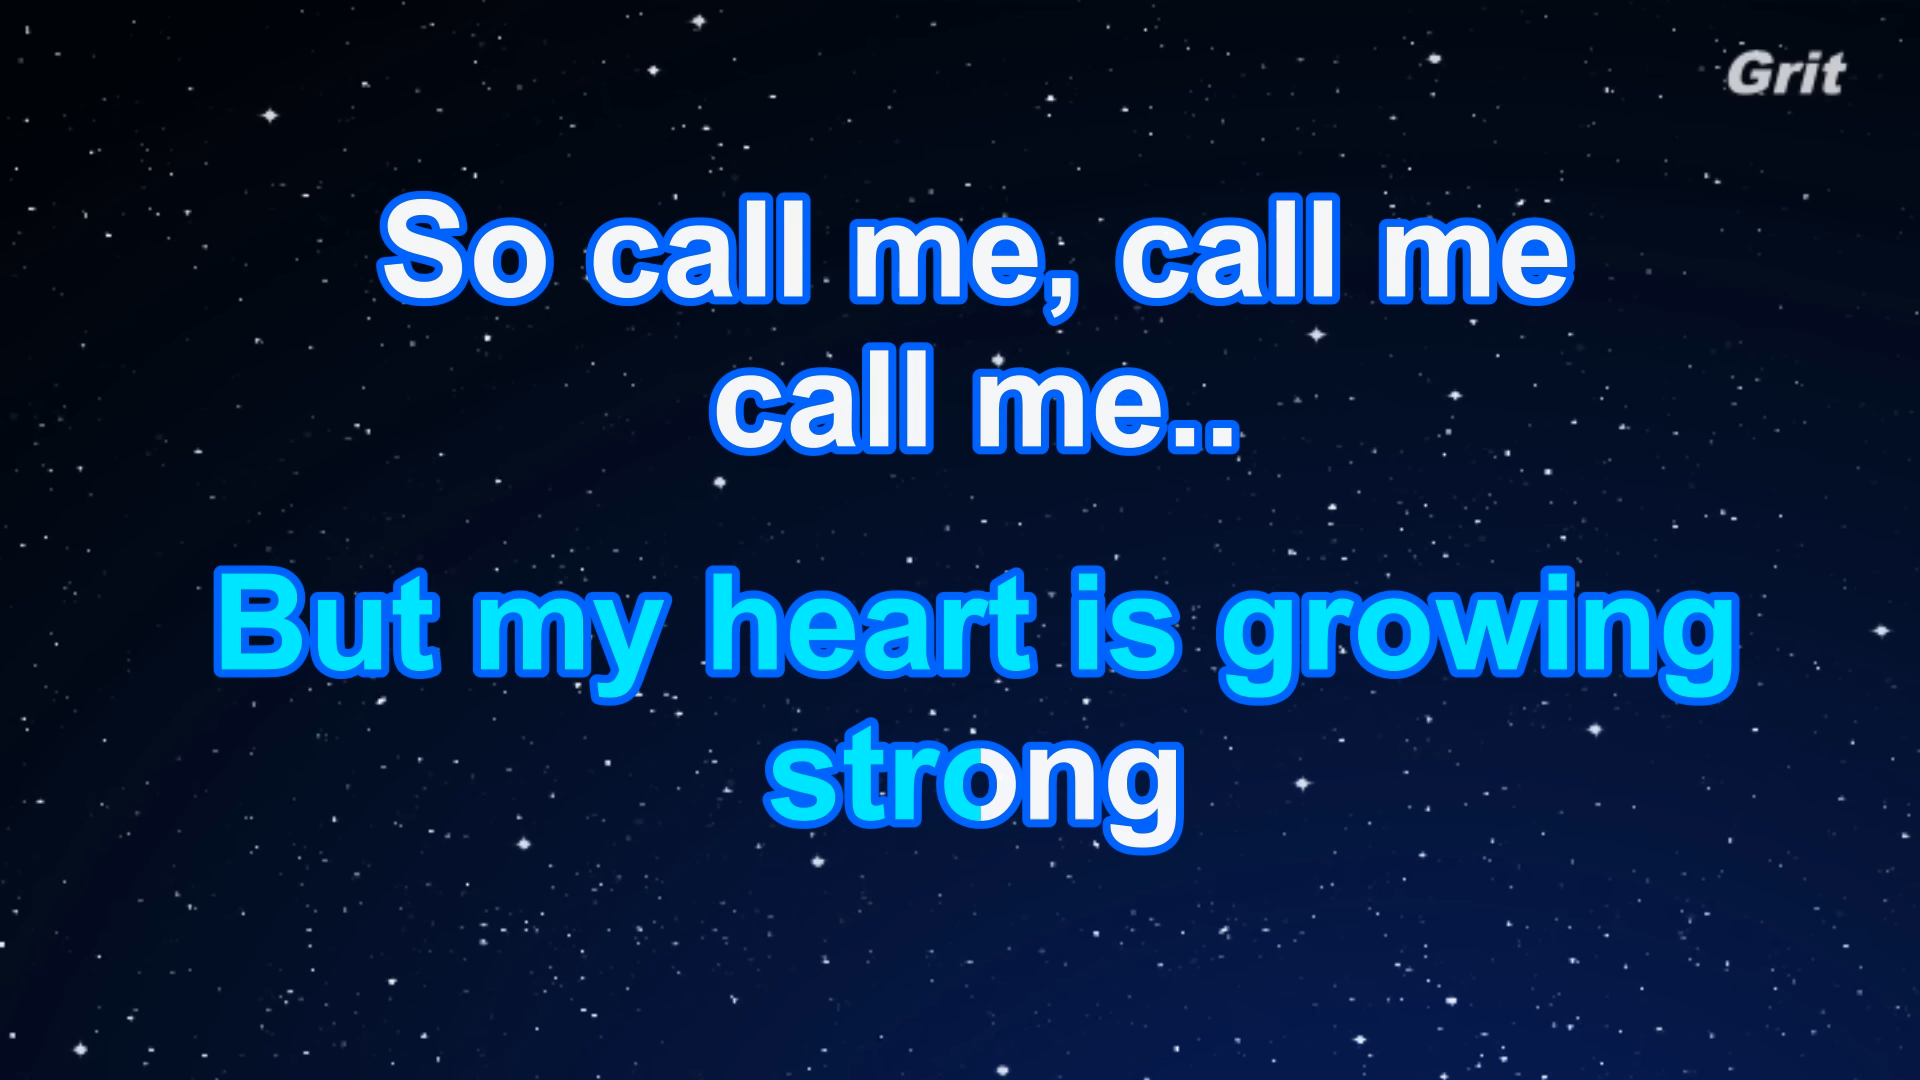 Grit
So call me, call me
call me..
But my heart is growing
strong